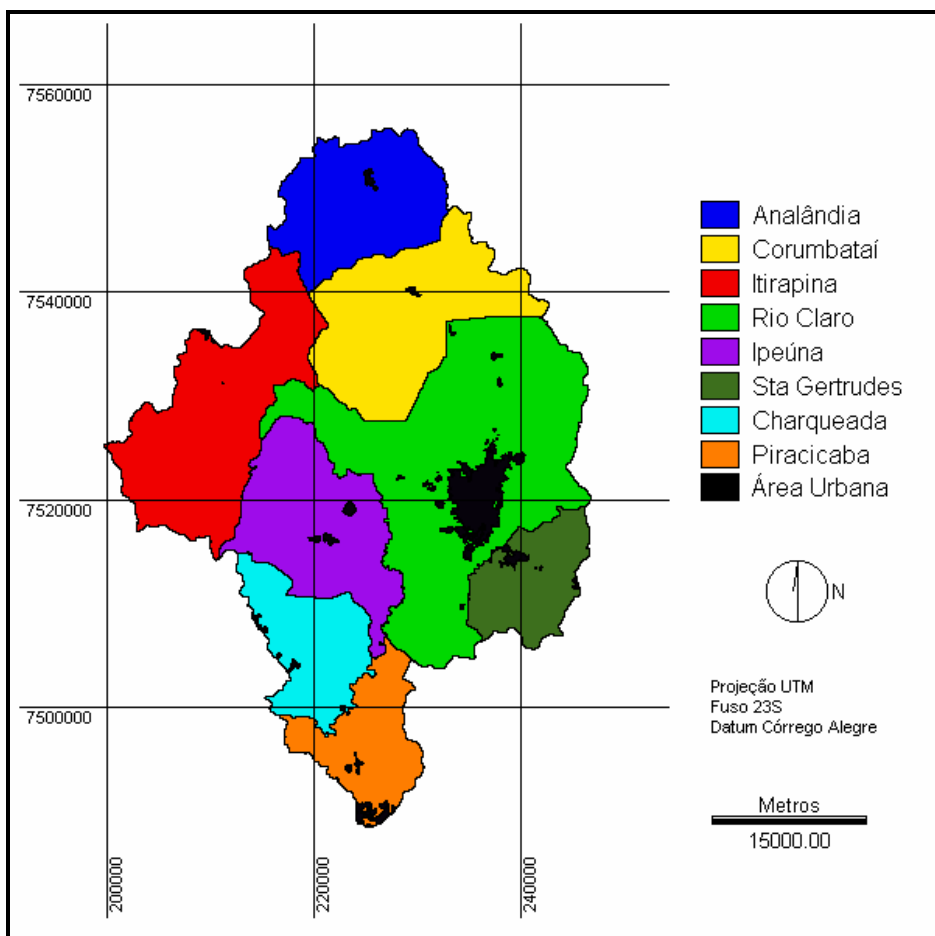 7560000
7540000
7520000
7500000
200000
220000
240000
Analândia
Corumbataí
Itirapina
Rio Claro
Ipeúna
Sta Gertrudes
Charqueada
Piracicaba
Área Urbana
N
Projeção UTM
Fuso 23S
Datum Córrego Alegre
Metros
15000.00